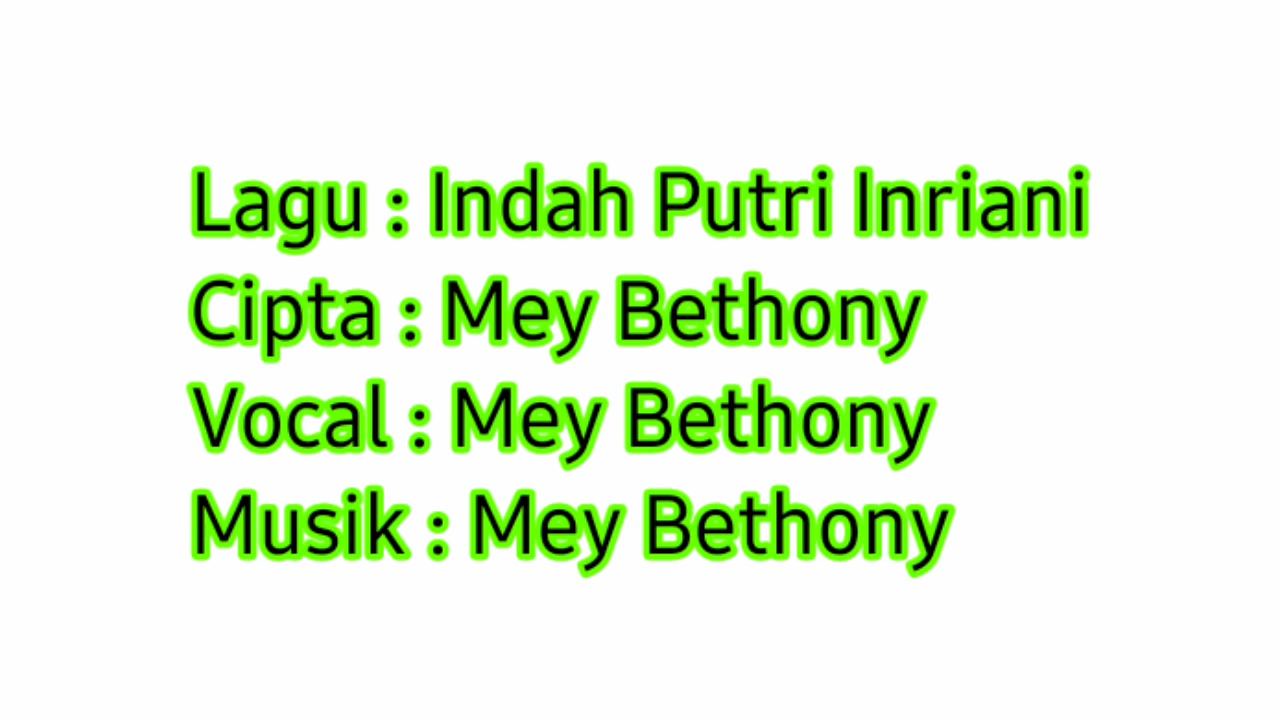 Lagu : Indah Putri Inriani
Cipta : Mey Bethony
Vocal : Mey Bethony
Musik : Mey Bethony